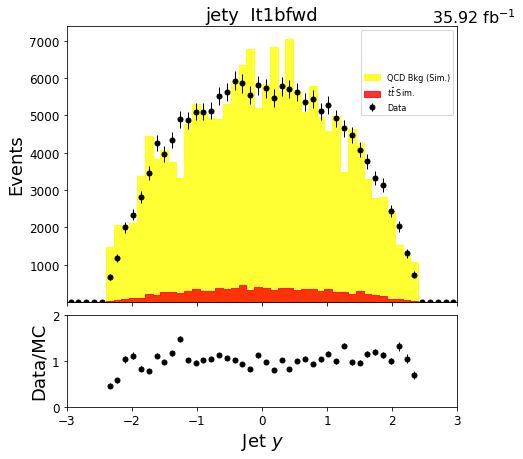 jety It1bfwd
35.92 fb⁻¹
QCD Bkg (Sim.)
tt̄ Sim.
Data
Events
7000
6000
5000
4000
3000
2000
1000
Data/MC
2
1
0
−3 −2 −1 0 1 2 3
Jet y